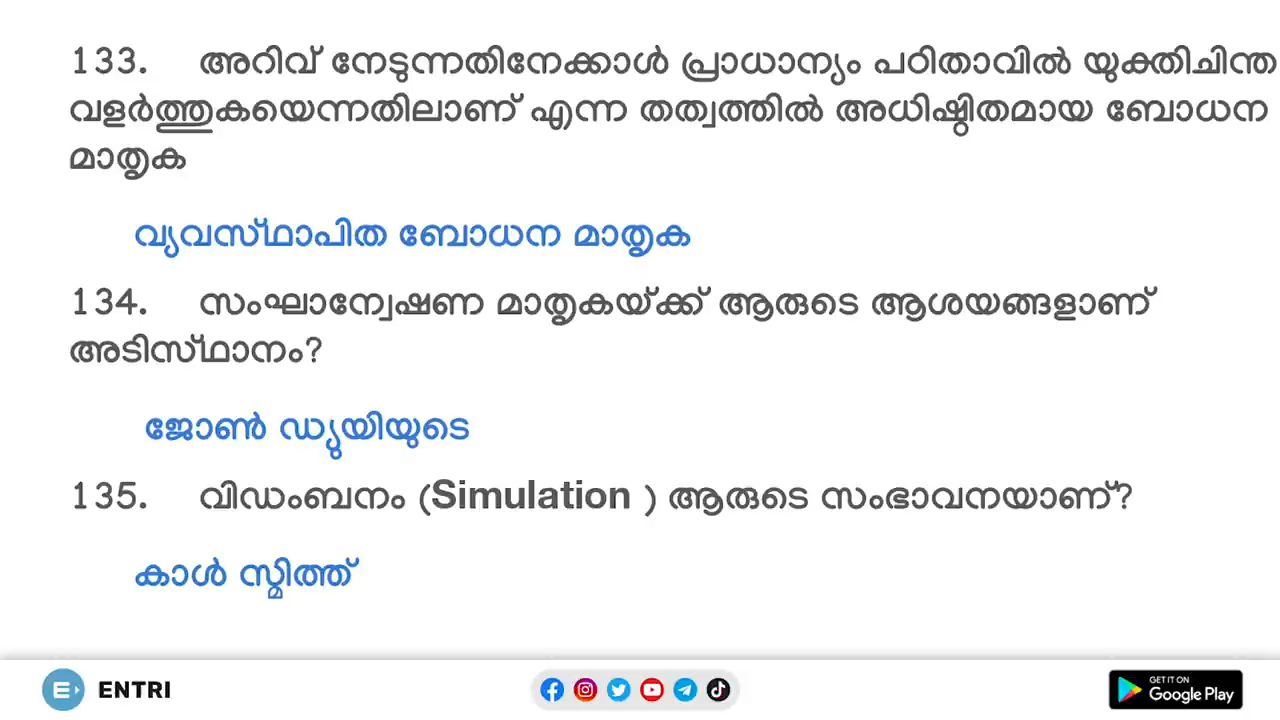 133. അറിവ് നേടുന്നതിനേക്കാൾ പ്രാധാന്യം പഠിതാവിൽ യുക്തിചിന്ത
വളർത്തുകയെന്നതിലാണ് എന്ന തത്വത്തിൽ അധിഷ്ഠിതമായ ബോധന
മാതൃക
വ്യവസ്ഥാപിത ബോധന മാതൃക
134. സംഘാന്വേഷണ മാതൃകയ്ക്ക് ആരുടെ ആശയങ്ങളാണ്
അടിസ്ഥാനം?
ജോൺ ഡ്യുയിയുടെ
135. വിഡംബനം (Simulation ) ആരുടെ സംഭാവനയാണ്?
കാൾ സ്മിത്ത്
ENTRI
GET IT ON
Google Play